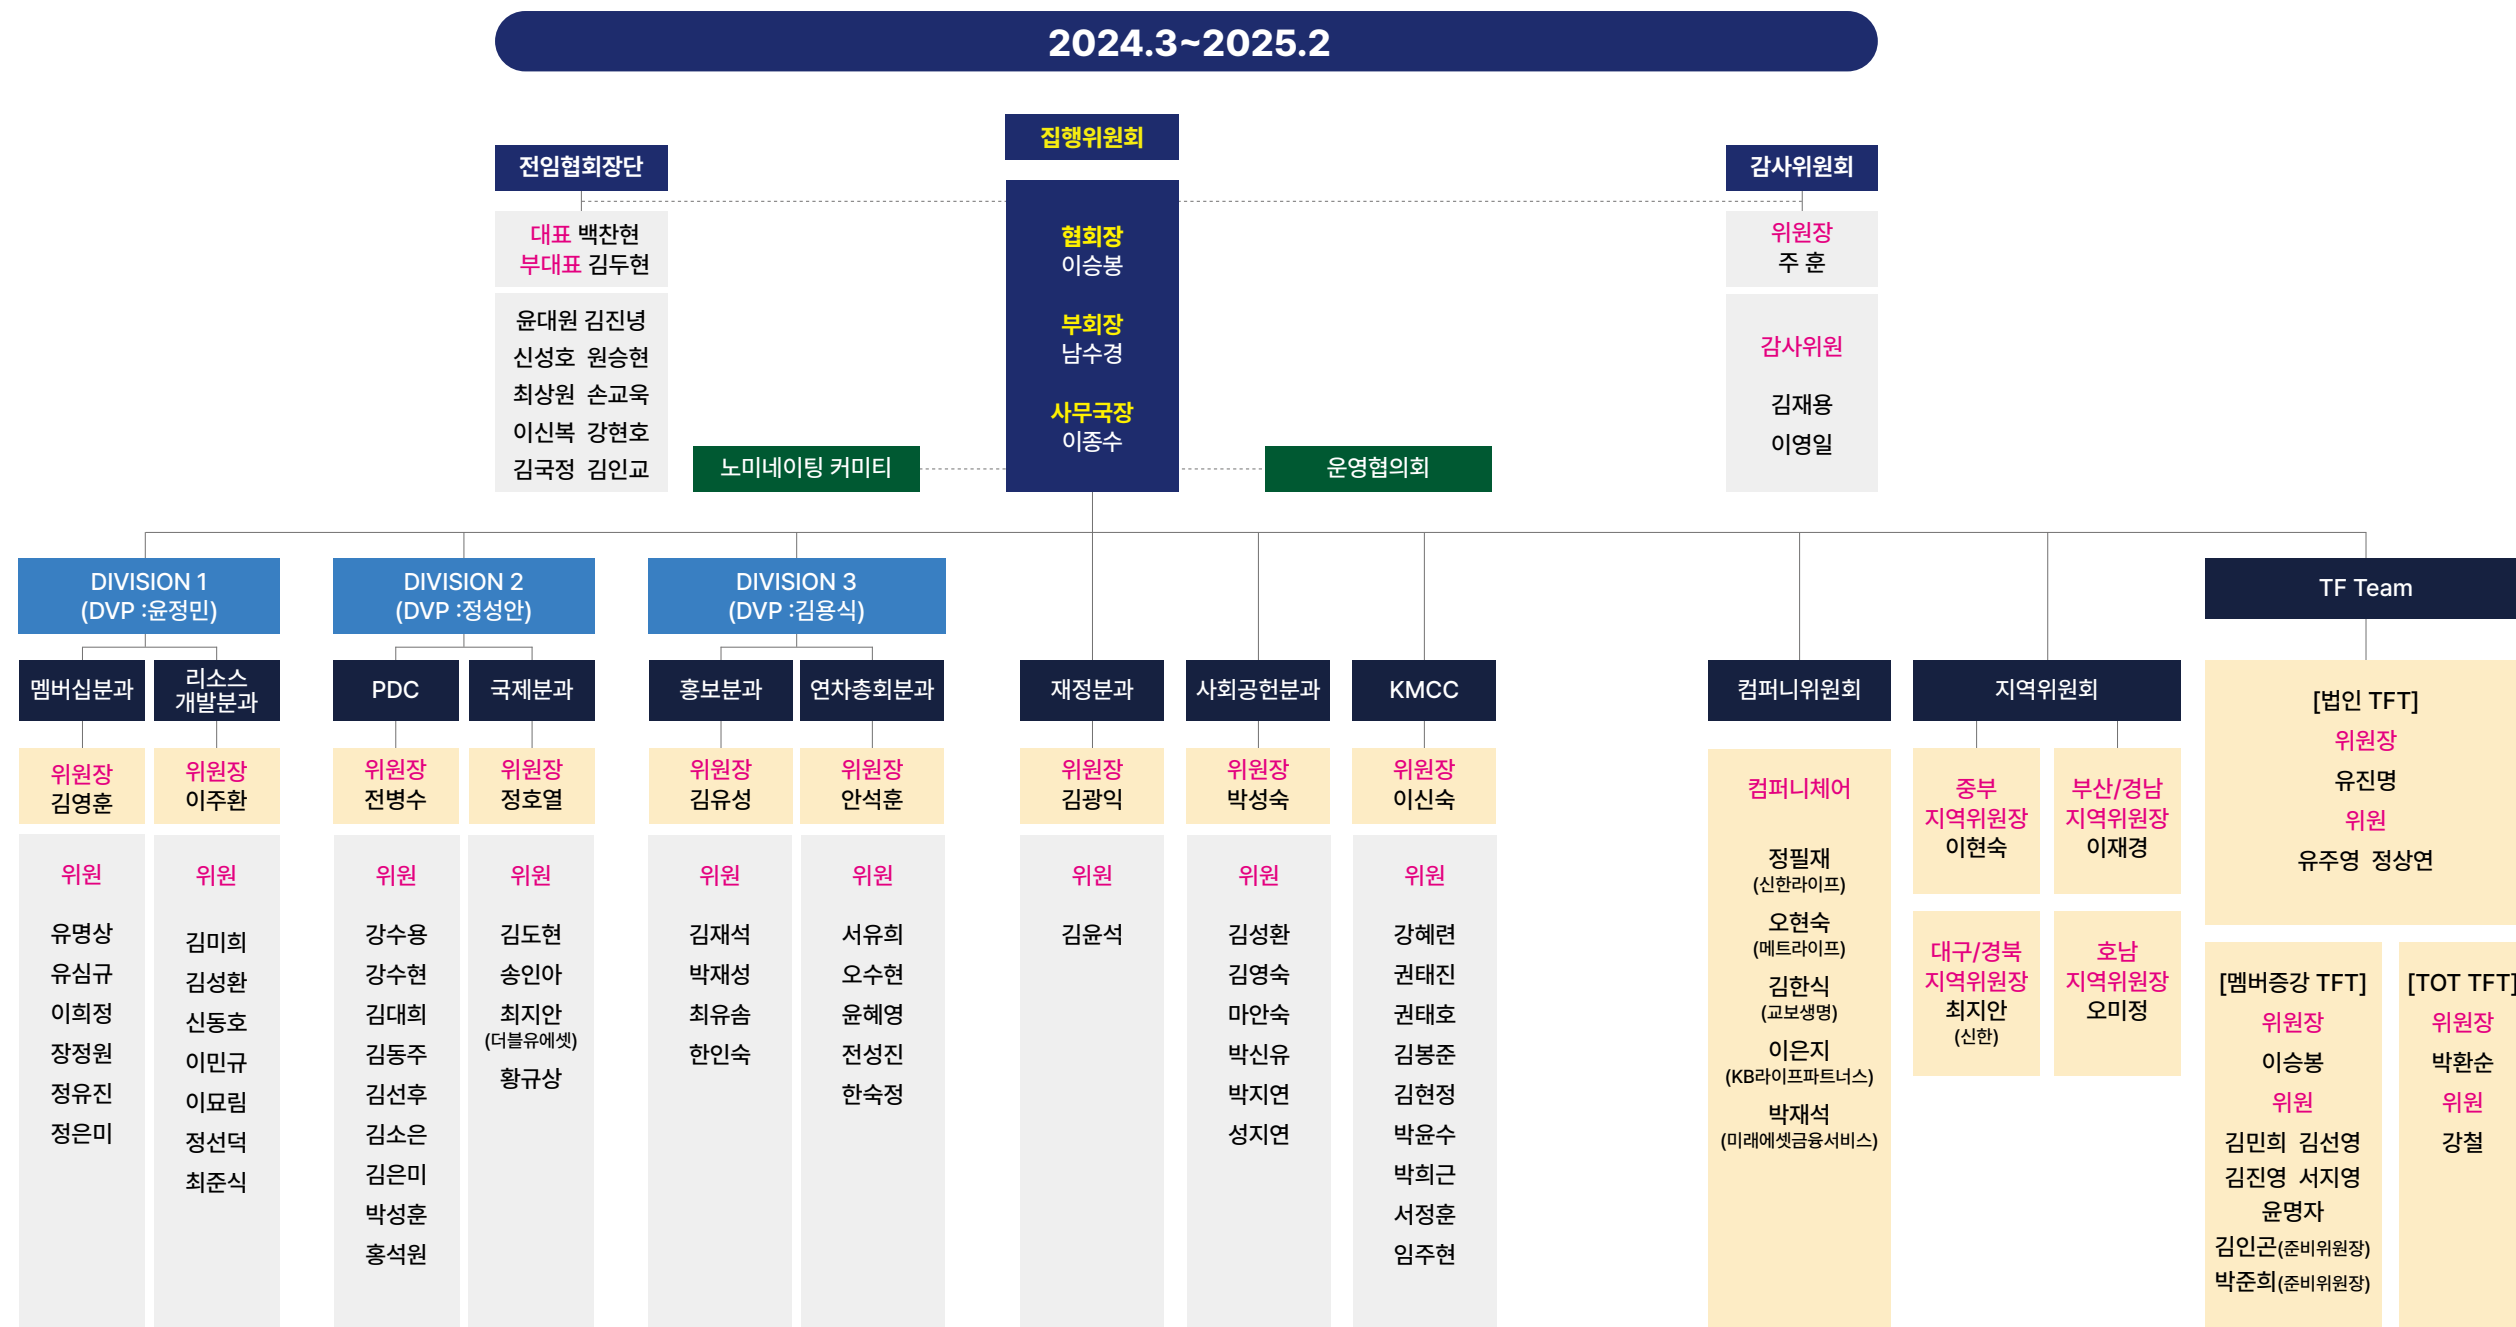 2024.3~2025.2
집행위원회
전임협회장단
감사위원회
대표 백찬현
부대표 김두현
윤대원 김진녕
신성호 원승현
최상원 손교욱
이신복 강현호
김국정 김인교
협회장
이승봉
부회장
남수경
사무국장
이종수
위원장
주 훈
감사위원
김재용
이영일
노미네이팅 커미티
운영협의회
DIVISION 1
(DVP :윤정민)
멤버십분과
위원장
김영훈
위원
유명상
유심규
이희정
장정원
정유진
정은미
리소스
개발분과
위원장
이주환
위원
김미희
김성환
신동호
이민규
이묘림
정선덕
최준식
DIVISION 2
(DVP :정성안)
PDC
위원장
전병수
위원
강수용
강수현
김대희
김동주
김선후
김소은
김은미
박성훈
홍석원
국제분과
위원장
정호열
위원
김도현
송인아
최지안
(더블유에셋)
황규상
DIVISION 3
(DVP :김용식)
홍보분과
위원장
김유성
위원
김재석
박재성
최유솜
한인숙
연차총회분과
위원장
안석훈
위원
서유희
오수현
윤혜영
전성진
한숙정
재정분과
위원장
김광익
위원
김윤석
사회공헌분과
위원장
박성숙
위원
김성환
김영숙
마안숙
박신유
박지연
성지연
KMCC
위원장
이신숙
위원
강혜련
권태진
권태호
김봉준
김현정
박윤수
박희근
서정훈
임주현
컴퍼니위원회
컴퍼니체어
정필재
(신한라이프)
오현숙
(메트라이프)
김한식
(교보생명)
이은지
(KB라이프파트너스)
박재석
(미래에셋금융서비스)
지역위원회
중부
지역위원장
이현숙
부산/경남
지역위원장
이재경
대구/경북
지역위원장
최지안
(신한)
호남
지역위원장
오미정
TF Team
[법인 TFT]
위원장
유진명
위원
유주영 정상연
[멤버증강 TFT]
위원장
이승봉
위원
김민희 김선영
김진영 서지영
윤명자
김인곤(준비위원장)
박준희(준비위원장)
[TOT TFT]
위원장
박환순
위원
강철